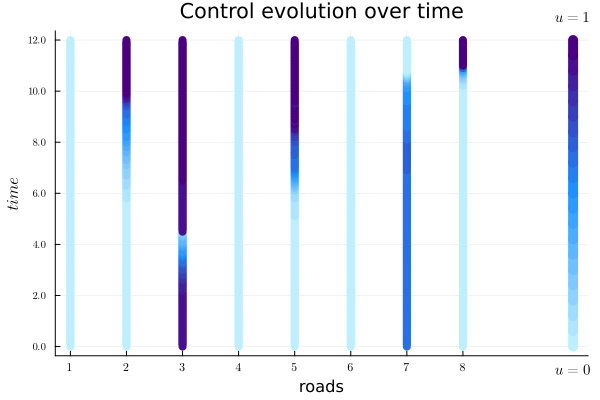 Control evolution over time
u = 1
12.0
10.0
8.0
6.0
4.0
2.0
0.0
time
1 2 3 4 5 6 7 8
u = 0
roads